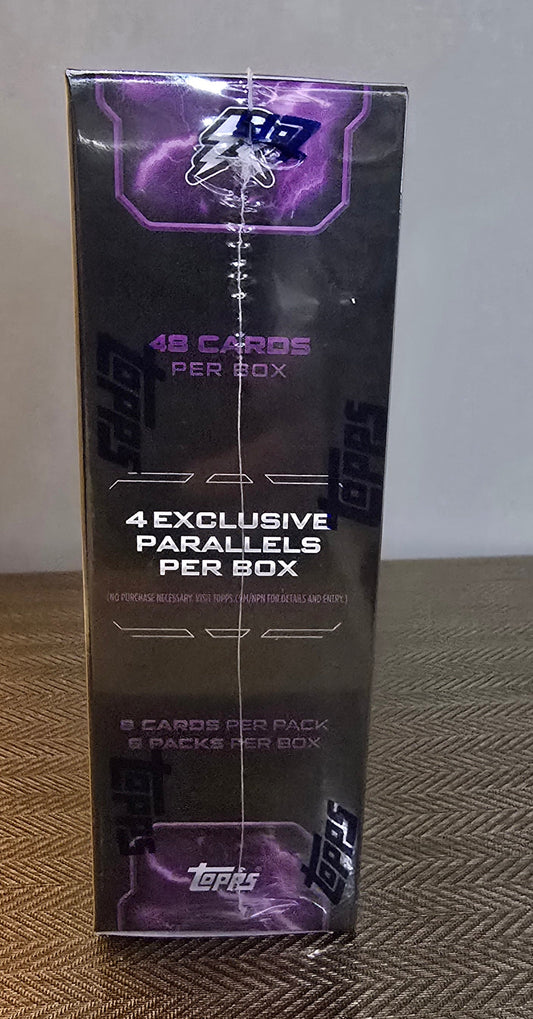 Topps
48 CARDS
PER BOX
Topps
Topps
4 EXCLUSIVE
PARALLELS
PER BOX
(NO PURCHASE NECESSARY. VISIT TOPPS.COM/NPN FOR DETAILS AND ENTRY.)
8 CARDS PER PACK
6 PACKS PER BOX
Topps
Topps
Topps